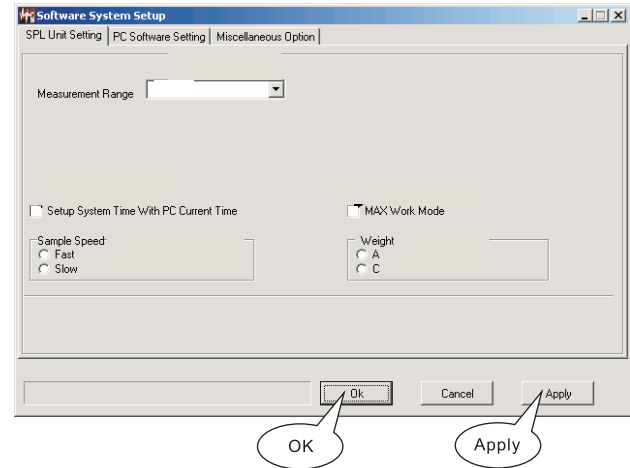 Software System Setup
SPL Unit Setting PC Software Setting Miscellaneous Option
Measurement Range
Setup System Time With PC Current Time MAX Work Mode
Sample Speed Weight
Fast A
Slow C
Ok Cancel Apply
OK Apply